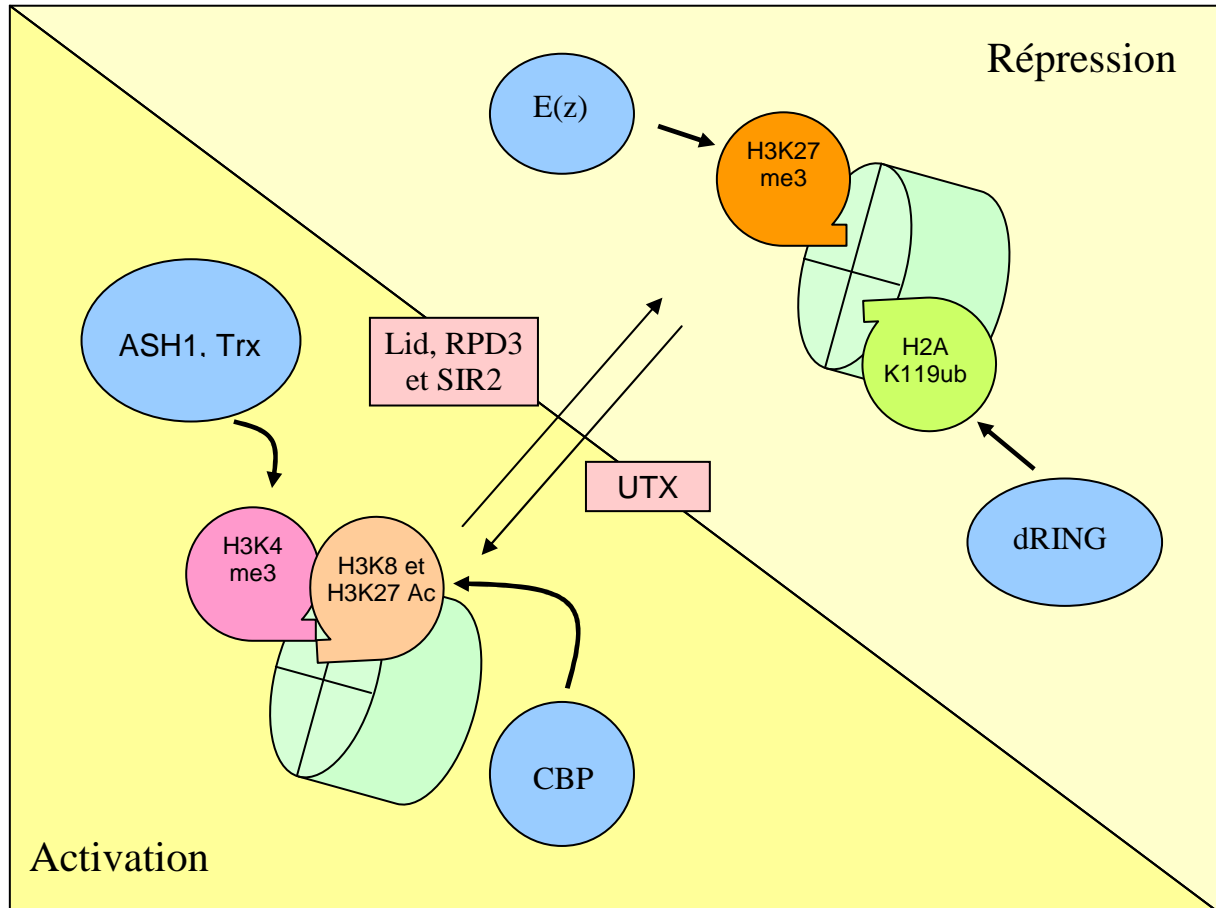 Répression
E(z)
H3K27
me3
ASH1, Trx
Lid, RPD3
et SIR2
H2A
K119ub
UTX
dRING
H3K4
me3
H3K8 et
H3K27 Ac
CBP
Activation